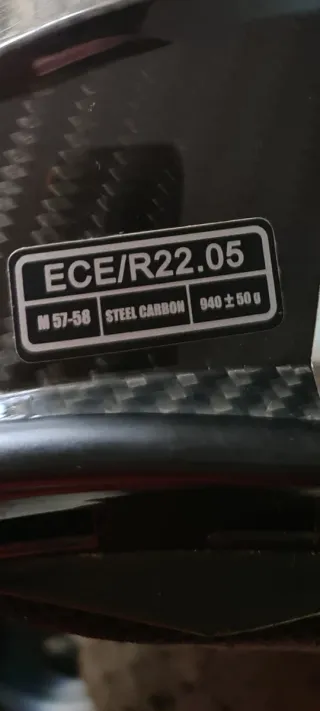 ECE/R22.05
M 57-58 STEEL CARBON 940 ± 50 g